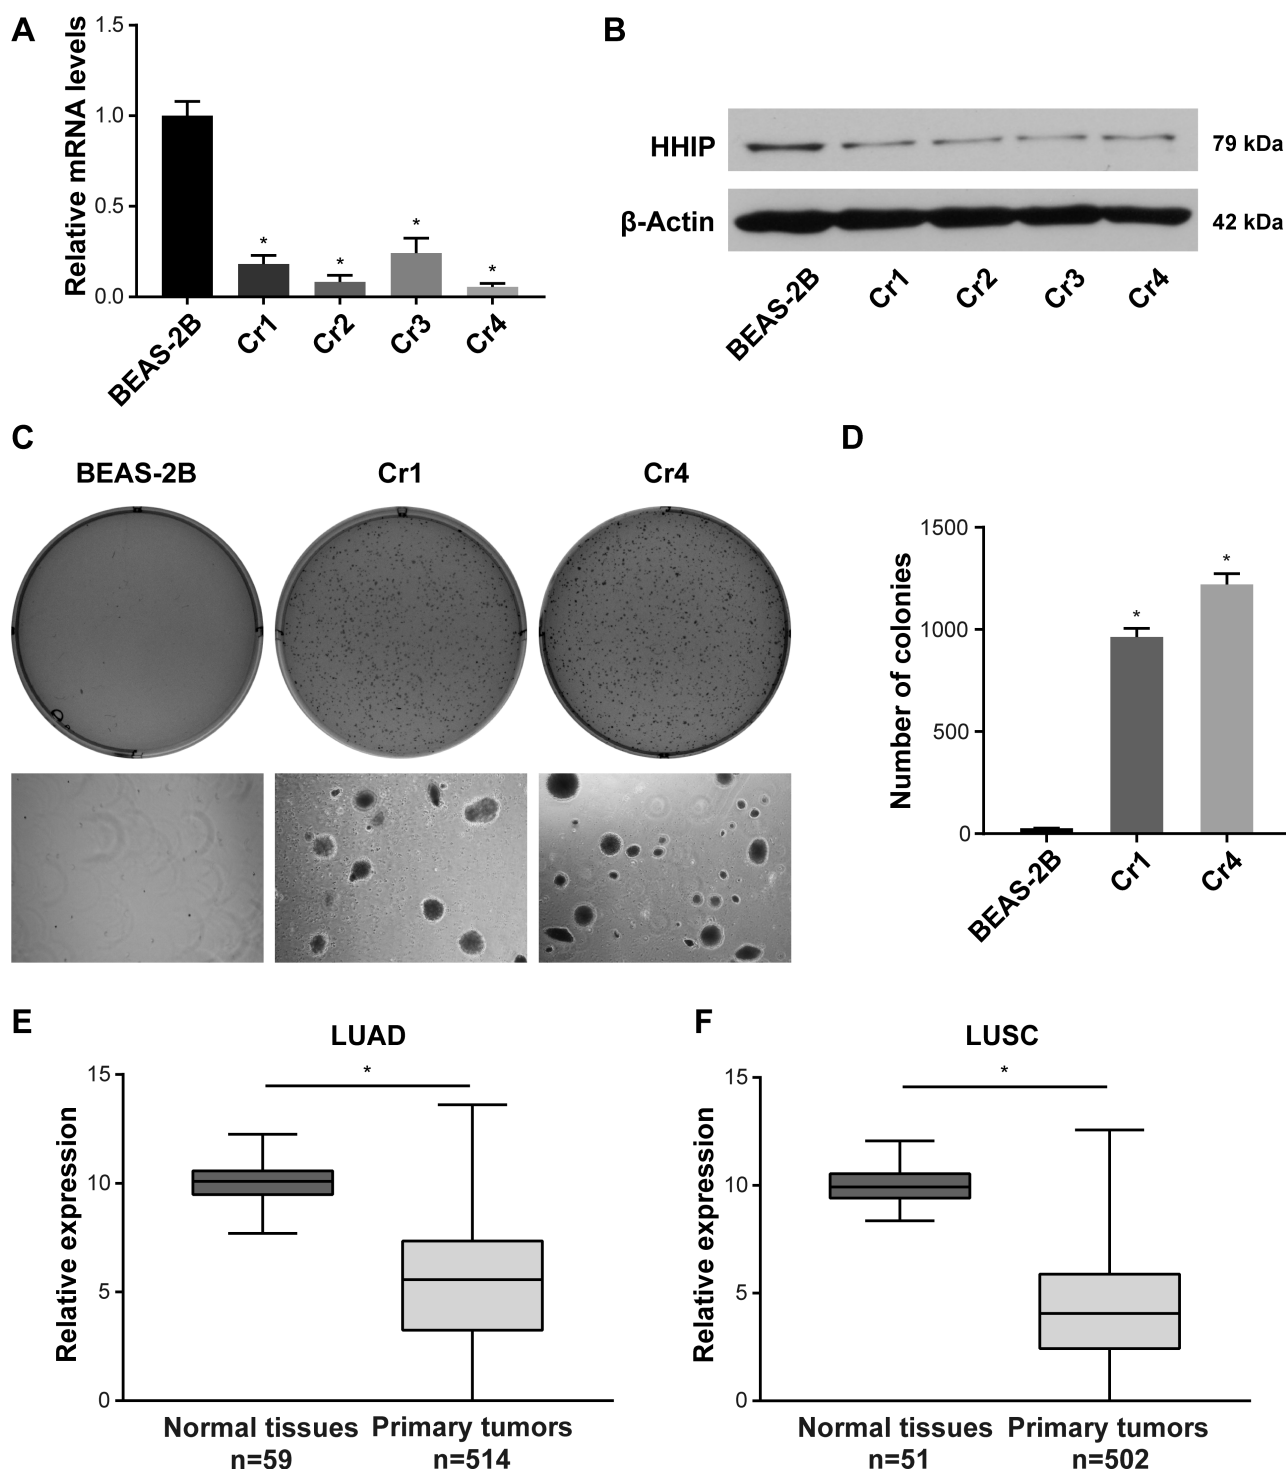 A
Relative mRNA levels
1.5
1.0
0.5
0.0
*
*
*
*
BEAS-2B
Cr1
Cr2
Cr3
Cr4
B
HHIP
79 kDa
β-Actin
42 kDa
BEAS-2B
Cr1
Cr2
Cr3
Cr4
C
BEAS-2B
Cr1
Cr4
D
Number of colonies
1500
1000
500
0
*
*
BEAS-2B
Cr1
Cr4
E
LUAD
Relative expression
15
10
5
0
*
Normal tissues
n=59
Primary tumors
n=514
F
LUSC
Relative expression
15
10
5
0
*
Normal tissues
n=51
Primary tumors
n=502